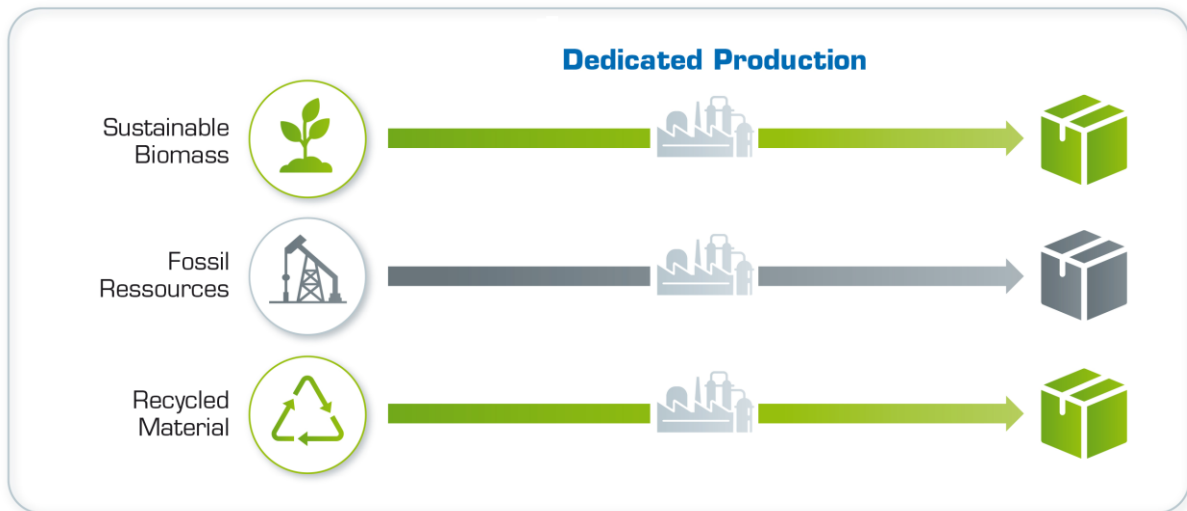 Dedicated Production
Sustainable
Biomass
Fossil
Ressources
Recycled
Material